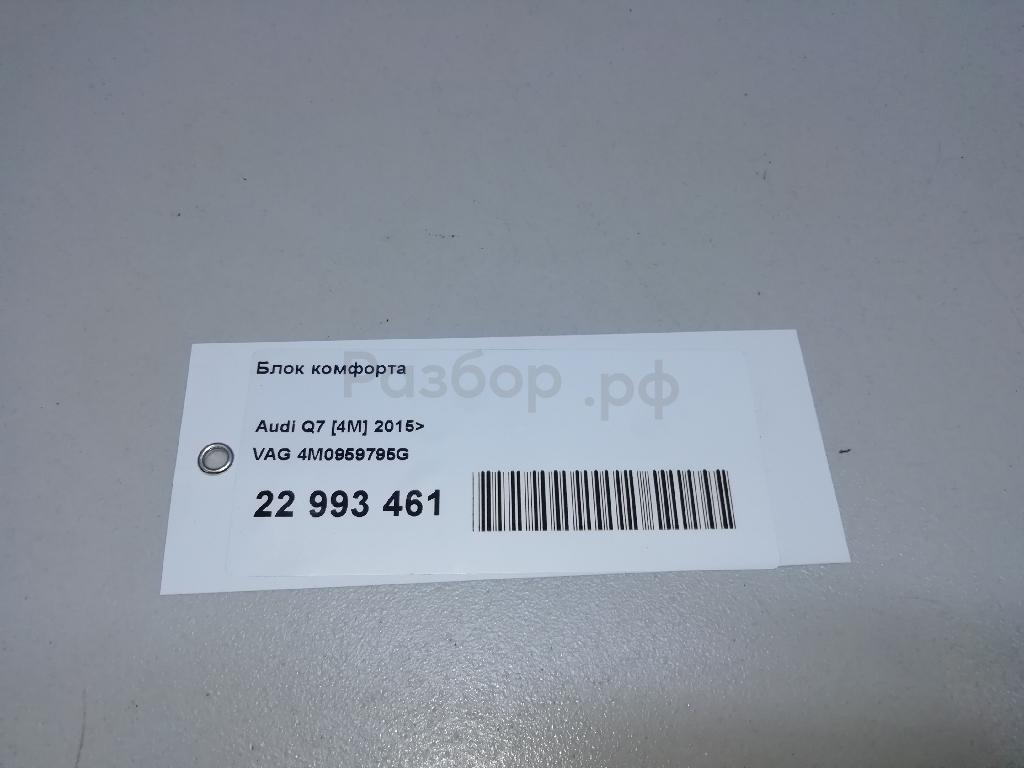 Блок комфорта
Разбор.рф
Audi Q7 [4M] 2015>
VAG 4M0959795G
22 993 461